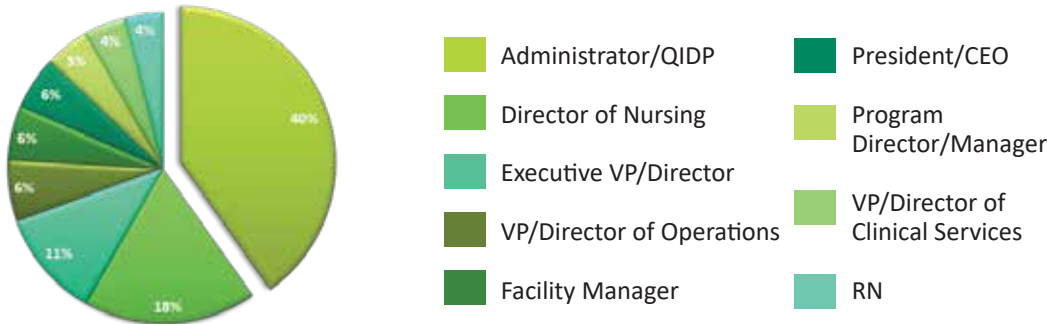 4%
4%
5%
6%
6%
6%
11%
18%
40%
Administrator/QIDP
Director of Nursing
Executive VP/Director
VP/Director of Operations
Facility Manager
President/CEO
Program
Director/Manager
VP/Director of
Clinical Services
RN